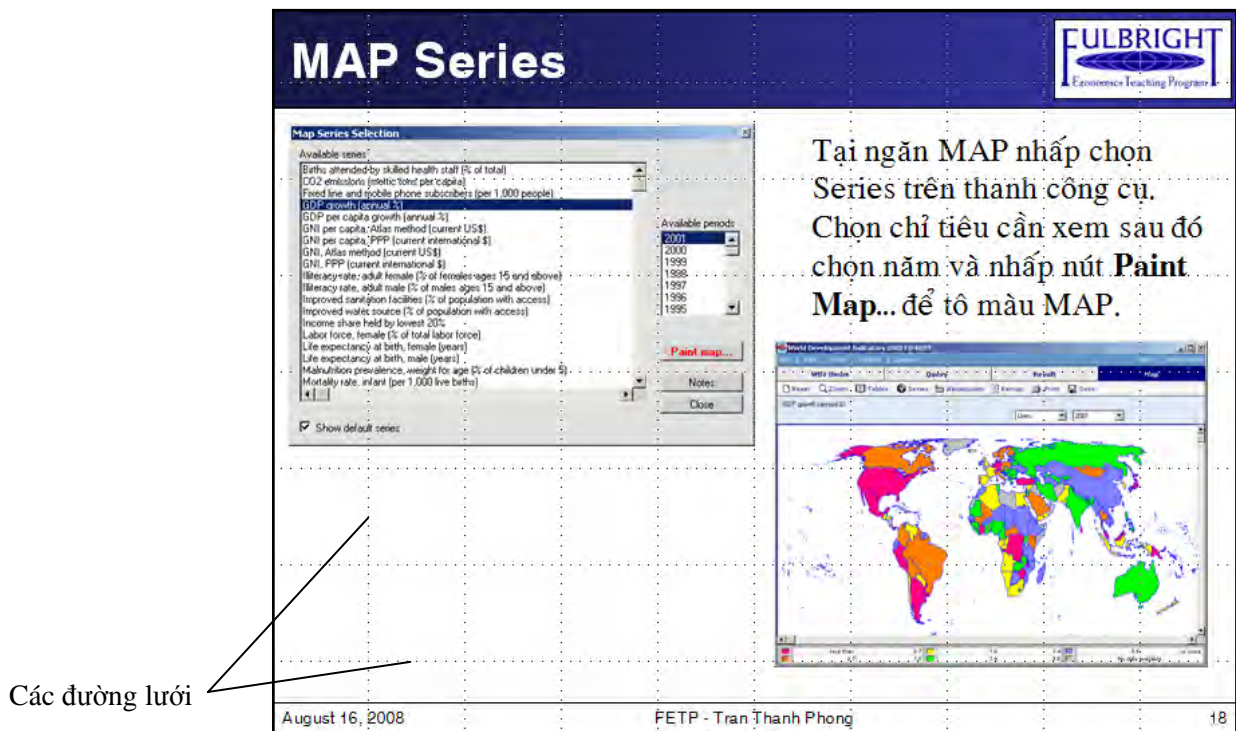 MAP Series
FULBRIGHT
Economics Teaching Program
Map Series Selection
Available series
Births attended by skilled health staff (% of total)
CO2 emissions (metric tons per capita)
Fixed line and mobile phone subscribers (per 1,000 people)
GDP growth (annual %)
GDP per capita growth (annual %)
GNI per capita, Atlas method (current US$)
GNI per capita, PPP (current international $)
GNI, Atlas method (current US$)
GNI, PPP (current international $)
Illiteracy rate, adult female (% of females ages 15 and above)
Illiteracy rate, adult male (% of males ages 15 and above)
Improved sanitation facilities (% of population with access)
Improved water source (% of population with access)
Income share held by lowest 20%
Labor force, female (% of total labor force)
Life expectancy at birth, female (years)
Life expectancy at birth, male (years)
Malnutrition prevalence, weight for age (% of children under 5)
Mortality rate, infant (per 1,000 live births)
Show default series
Available periods
2001
2000
1999
1998
1997
1996
1995
Paint map...
Notes
Close
Tại ngăn MAP nhấp chọn
Series trên thanh công cụ.
Chọn chỉ tiêu cần xem sau đó
chọn năm và nhấp nút Paint
Map... để tô màu MAP.
World Development Indicators
WDI Home Query Result Map
Zoom Tables Series Print Save
GDP growth (annual %)
2001
Các đường lưới
August 16, 2008
FETP - Tran Thanh Phong
18